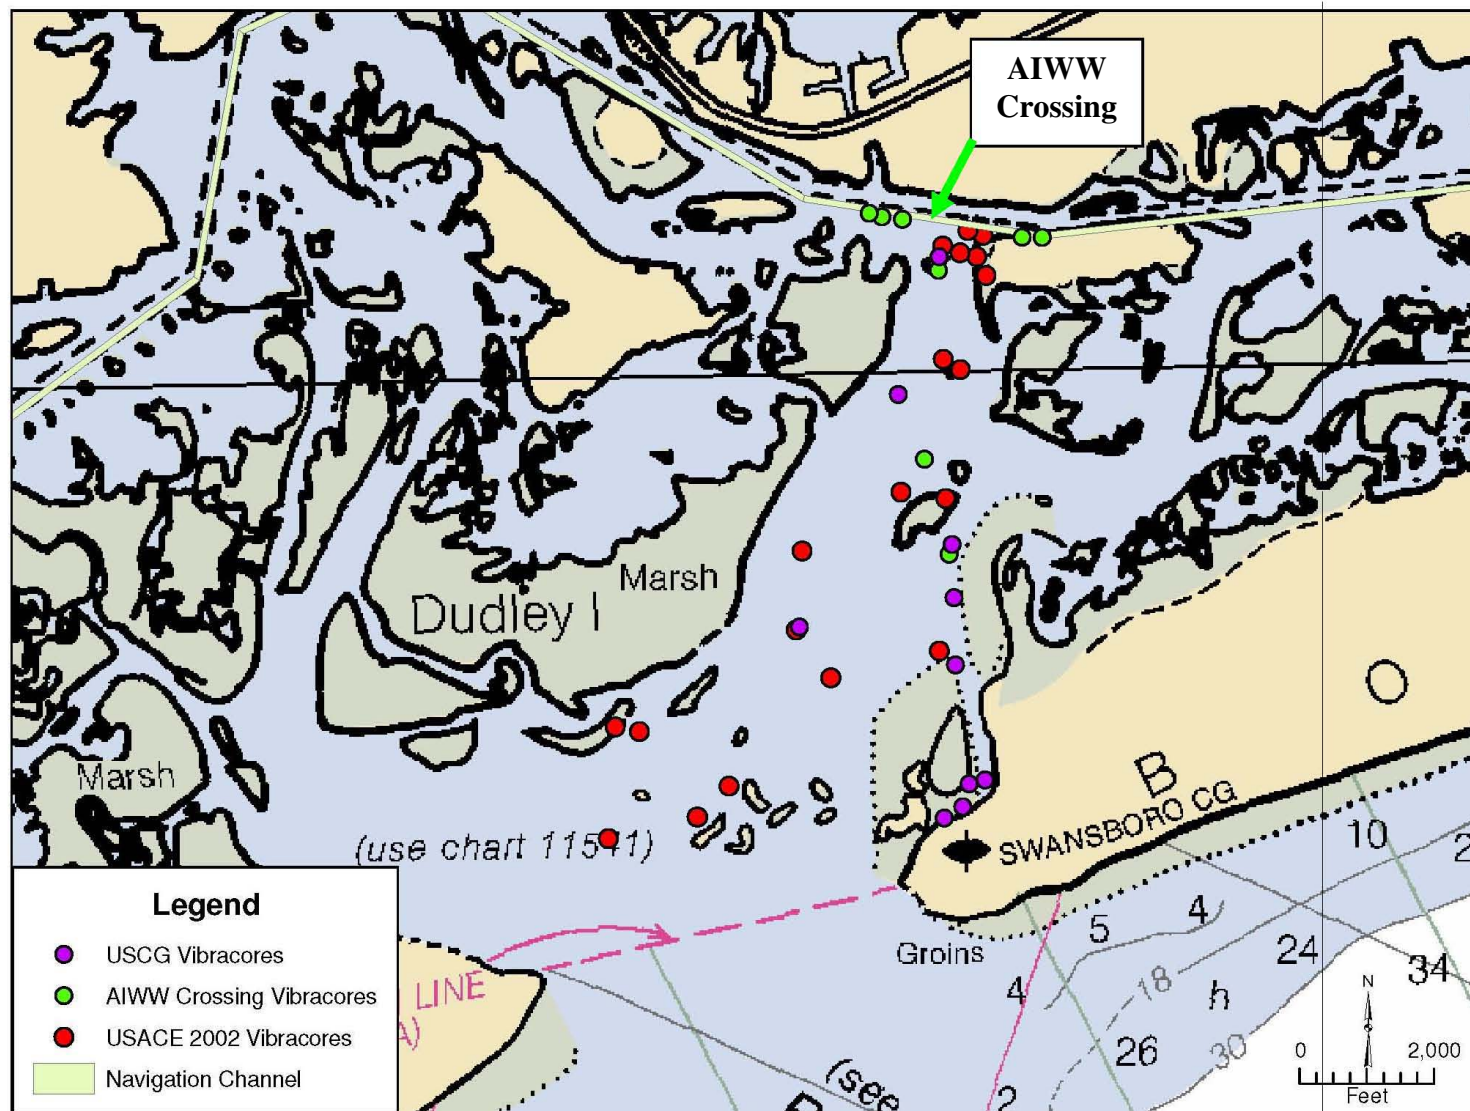 AIWW
Crossing
Marsh
Dudley I
Marsh
B
SWANSBORO CG
(use chart 11541)
10
2
4
5
24
Groins
34
4
18
h
26
30
2
LINE
A)
(see
N
0 2,000
Feet
Legend
USCG Vibracores
AIWW Crossing Vibracores
USACE 2002 Vibracores
Navigation Channel